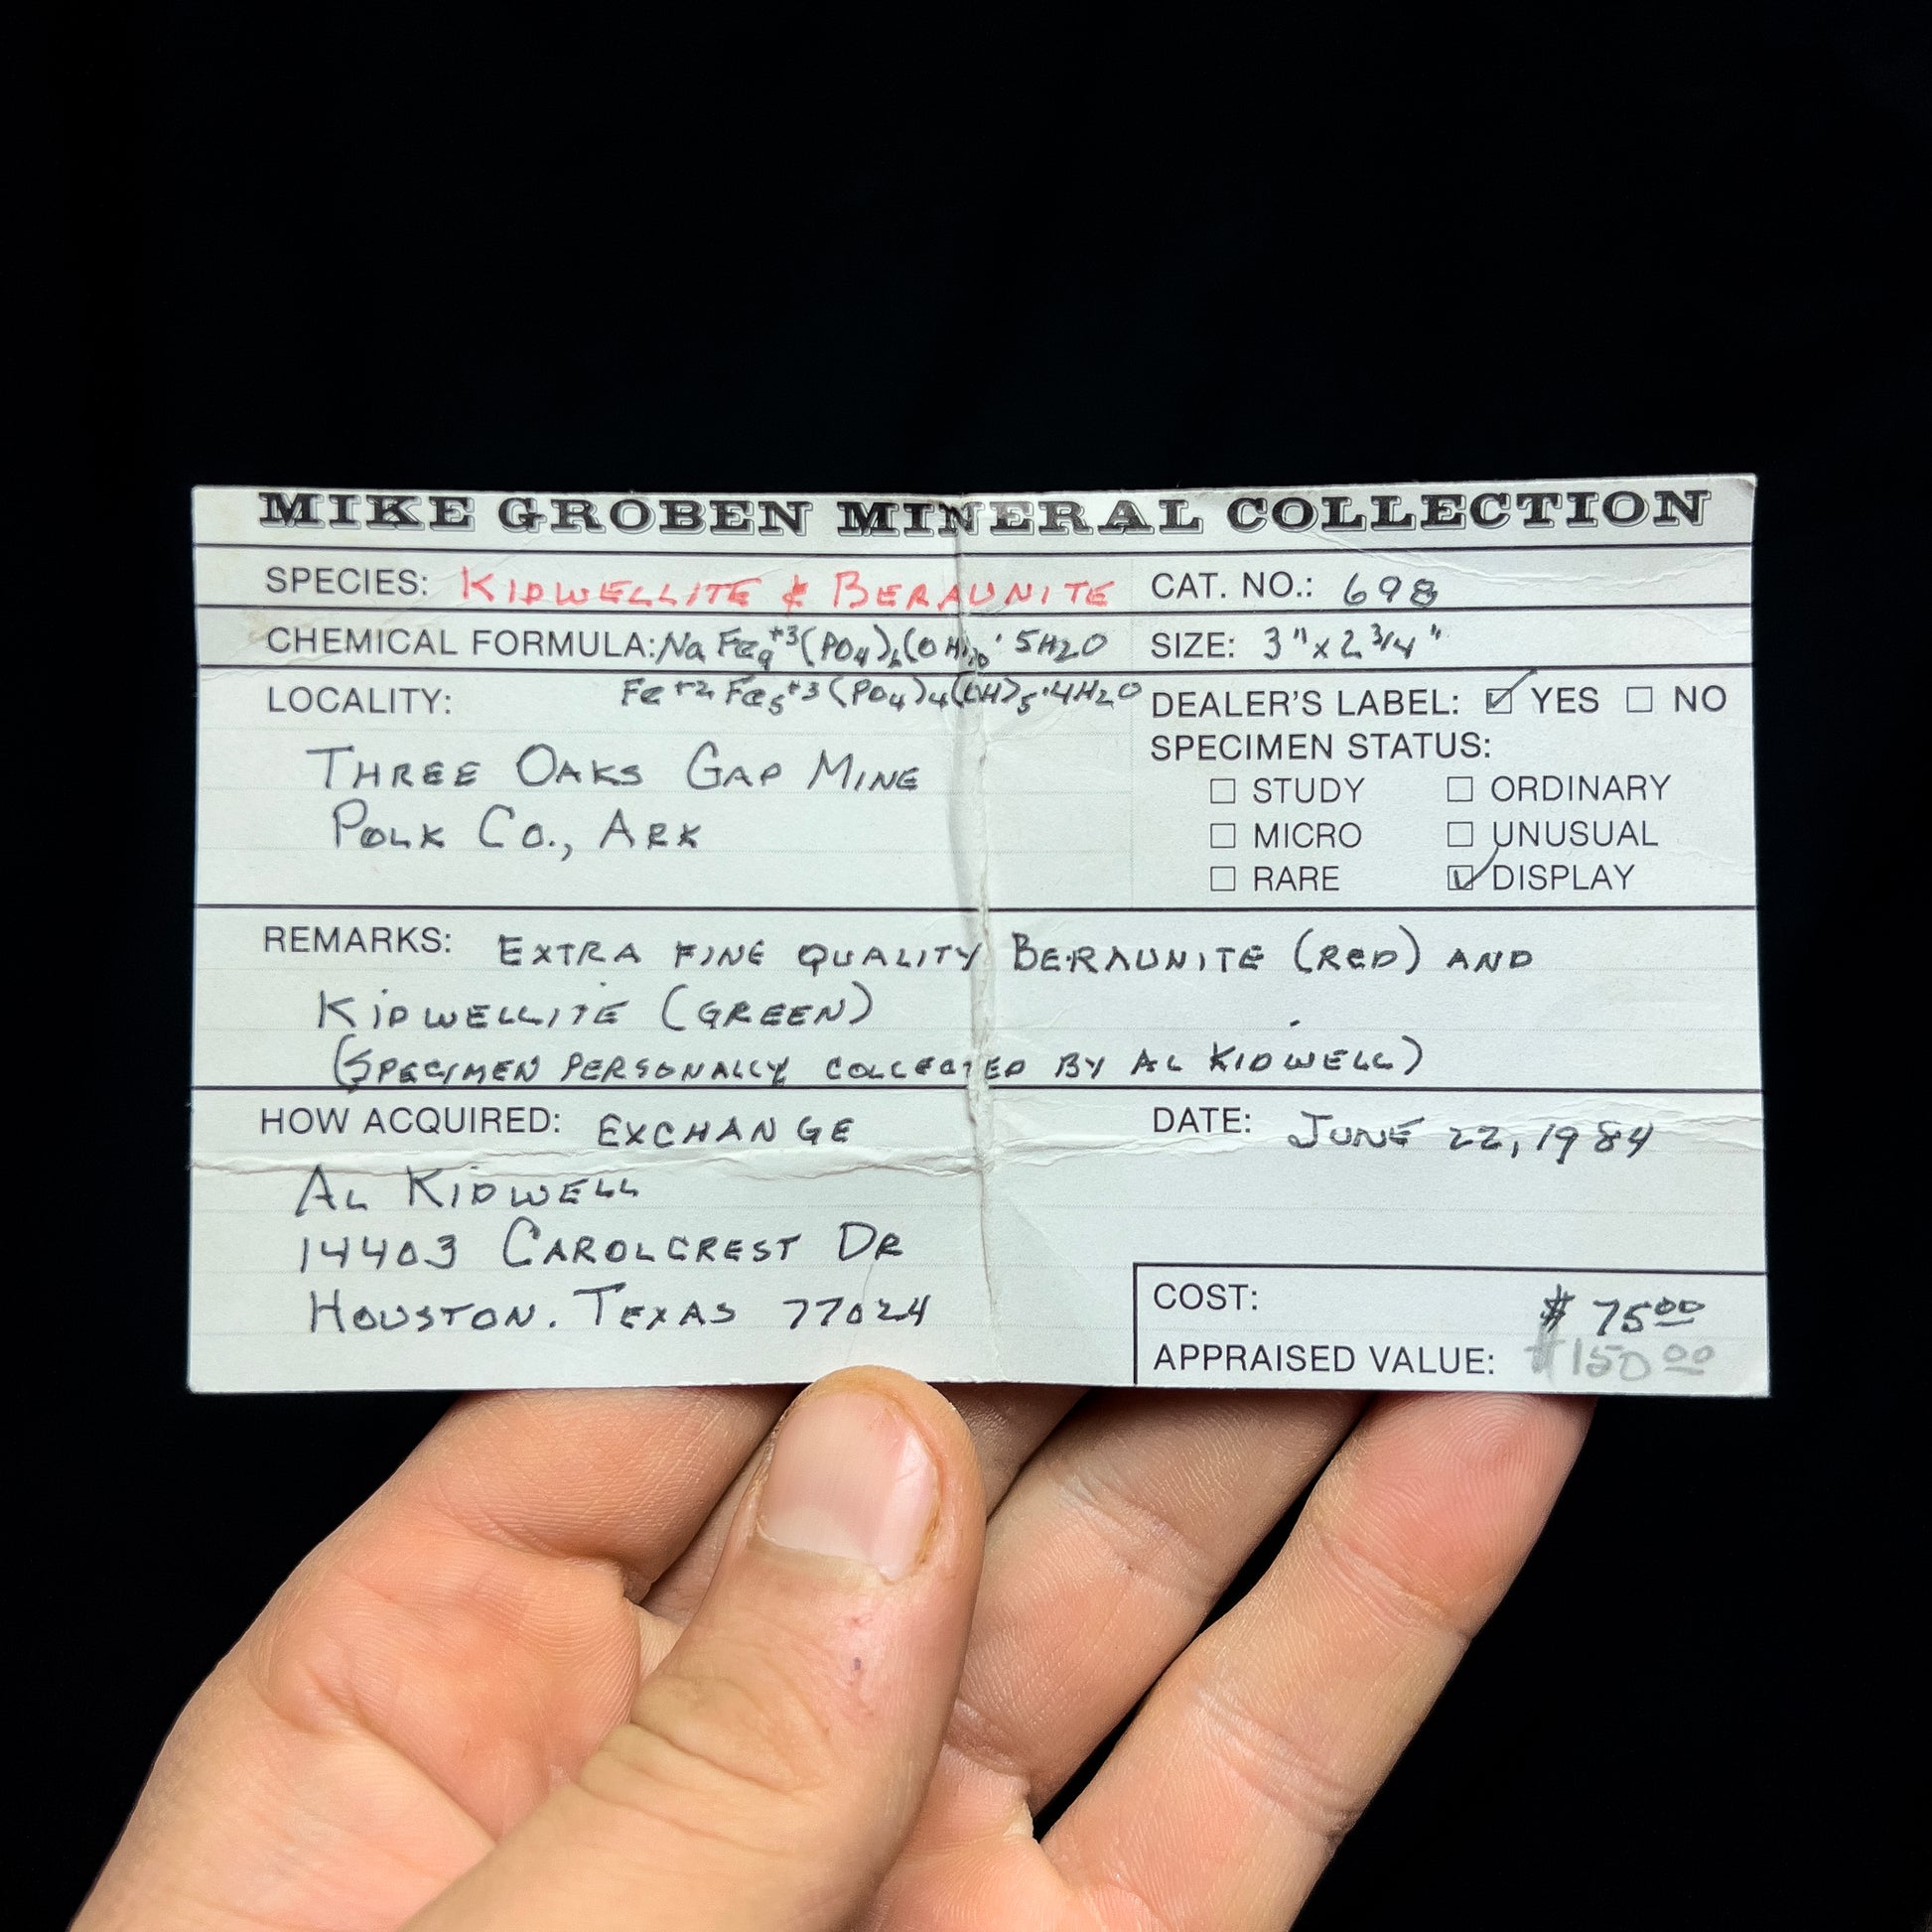 MIKE GROBEN MINERAL COLLECTION
SPECIES: KIDWELLITE & BERAUNITE CAT. NO.: 698
CHEMICAL FORMULA: Na Fe9+3(PO4)6(OH)10 · 5H2O SIZE: 3" x 2 3/4"
Fe+2 Fe5+3 (PO4)4(OH)5·4H2O
LOCALITY:
THREE OAKS GAP MINE
POLK CO., ARK
DEALER'S LABEL: ☑ YES ☐ NO
SPECIMEN STATUS:
☐ STUDY ☐ ORDINARY
☐ MICRO ☐ UNUSUAL
☐ RARE ☑ DISPLAY
REMARKS: EXTRA FINE QUALITY BERAUNITE (RED) AND
KIDWELLITE (GREEN)
(SPECIMEN PERSONALLY COLLECTED BY AL KIDWELL)
HOW ACQUIRED: EXCHANGE DATE: JUNE 22, 1984
AL KIDWELL
14403 CAROLCREST DR
HOUSTON. TEXAS 77024
COST: $ 75 00
APPRAISED VALUE: $150 00